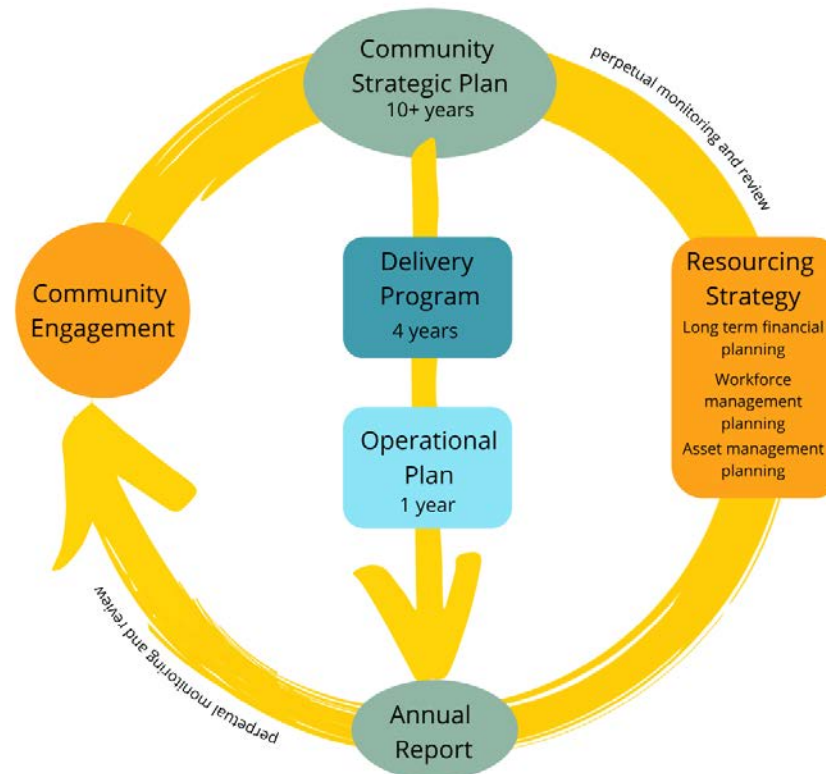 Community
Strategic Plan
10+ years
perpetual monitoring and review
Community
Engagement
Delivery
Program
4 years
Resourcing
Strategy
Long term financial
planning
Workforce
management
planning
Asset management
planning
Operational
Plan
1 year
perpetual monitoring and review
Annual
Report